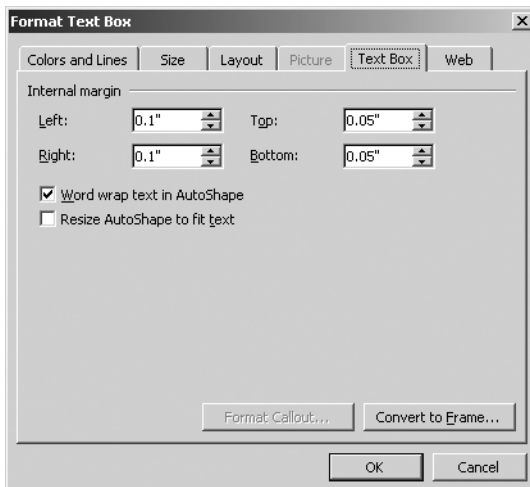 Format Text Box
Colors and Lines Size Layout Picture Text Box Web
Internal margin
Left: 0.1" Top: 0.05"
Right: 0.1" Bottom: 0.05"
Word wrap text in AutoShape
Resize AutoShape to fit text
Format Callout... Convert to Frame...
OK Cancel